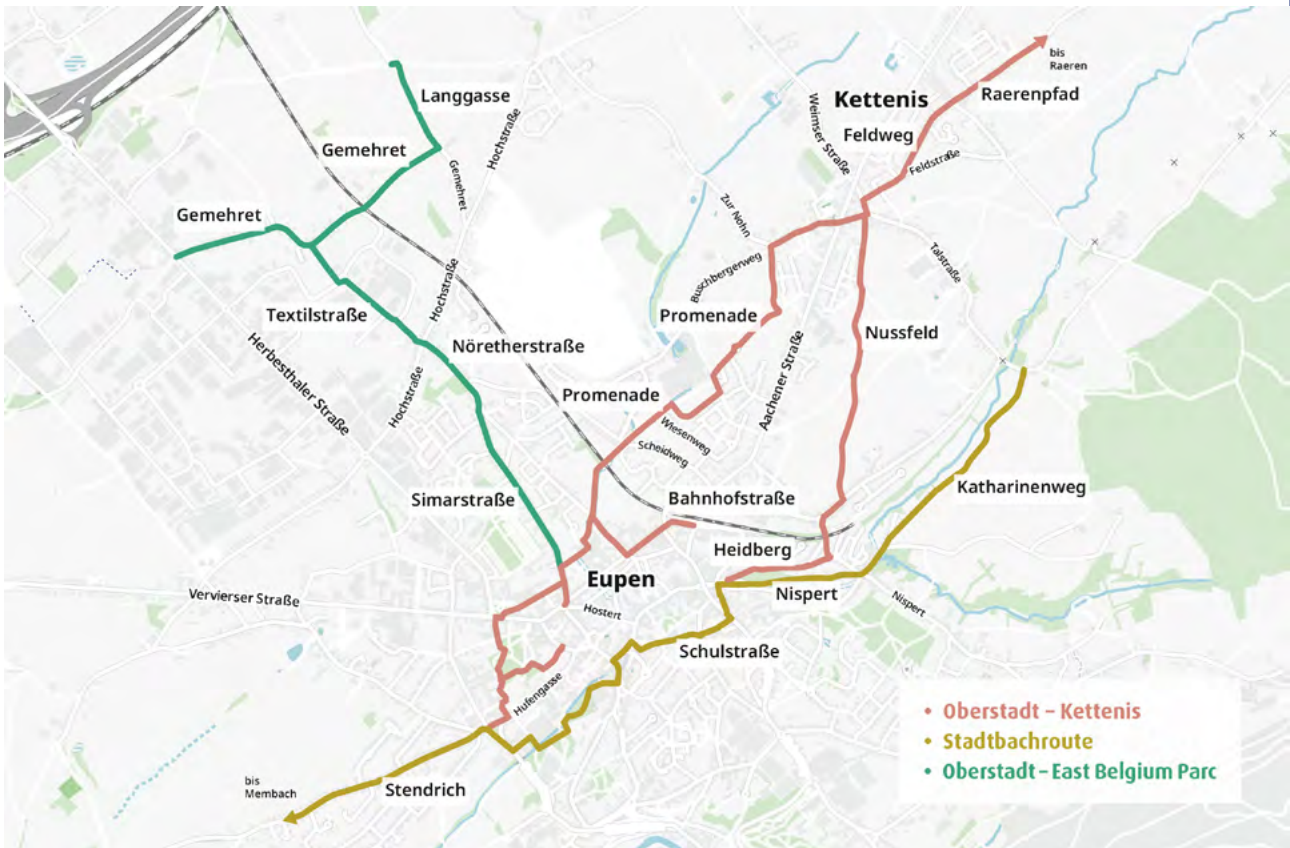 bis
Raeren
Langgasse
Raerenpfad
Kettenis
Weimser Straße
Feldweg
Hochstraße
Gemehret
Gemehret
Feldstraße
Gemehret
Zur Nohn
Talstraße
Buschbergerweg
Hochstraße
Textilstraße
Promenade
Nussfeld
Nöretherstraße
Herbesthaler Straße
Hochstraße
Aachener Straße
Promenade
Wiesenweg
Scheidweg
Simarstraße
Bahnhofstraße
Katharinenweg
Heidberg
Eupen
Vervierser Straße
Hostert
Nispert
Nispert
Schulstraße
Hufengasse
• Oberstadt – Kettenis
• Stadtbachroute
• Oberstadt – East Belgium Parc
bis
Membach
Stendrich